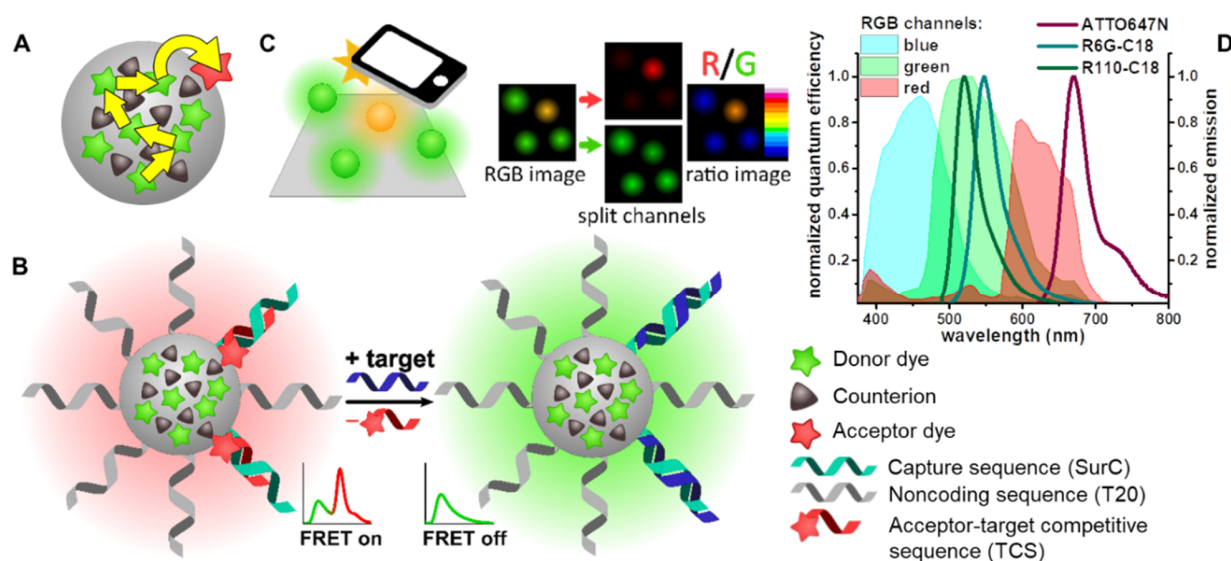 A
C
R/G
RGB image
split channels
ratio image
B
+ target
FRET on
FRET off
D
RGB channels:
blue
green
red
ATTO647N
R6G-C18
R110-C18
normalized quantum efficiency
1.0
0.8
0.6
0.4
0.2
1.0
0.8
0.6
0.4
0.2
normalized emission
400 500 600 700 800
wavelength (nm)
Donor dye
Counterion
Acceptor dye
Capture sequence (SurC)
Noncoding sequence (T20)
Acceptor-target competitive
sequence (TCS)